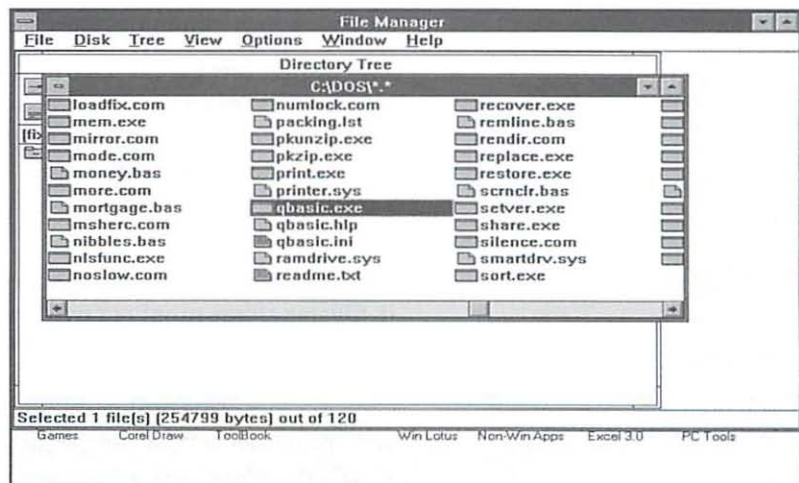 File Manager
File Disk Tree View Options Window Help
Directory Tree
C:\DOS\*.*
loadfix.com numlock.com recover.exe
mem.exe packing.lst remline.bas
[fix
mirror.com pkunzip.exe rendir.com
mode.com pkzip.exe replace.exe
money.bas print.exe restore.exe
more.com printer.sys scrnclr.bas
mortgage.bas qbasic.exe setver.exe
msherc.com qbasic.hlp share.exe
nibbles.bas qbasic.ini silence.com
nlsfunc.exe ramdrive.sys smartdrv.sys
noslow.com readme.txt sort.exe
Selected 1 file[s] (254799 bytes) out of 120
Games Corel Draw ToolBook Win Lotus Non-Win Apps Excel 3.0 PC Tools